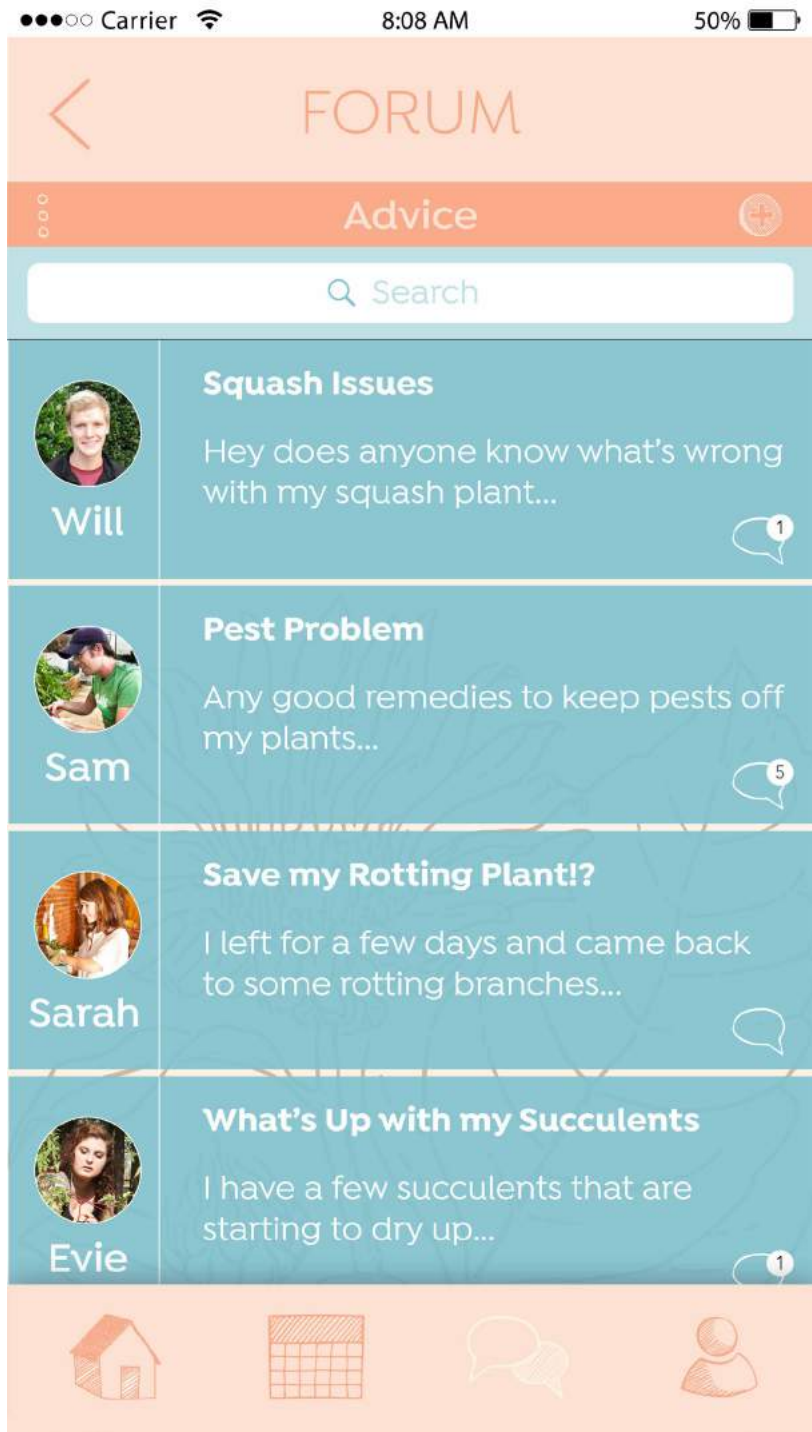 Carrier 8:08 AM 50%
FORUM
Advice
Search
Squash Issues
Hey does anyone know what's wrong
with my squash plant...
Will
1
Pest Problem
Any good remedies to keep pests off
my plants...
Sam
5
Save my Rotting Plant!?
I left for a few days and came back
to some rotting branches...
Sarah
What's Up with my Succulents
I have a few succulents that are
starting to dry up...
Evie
1